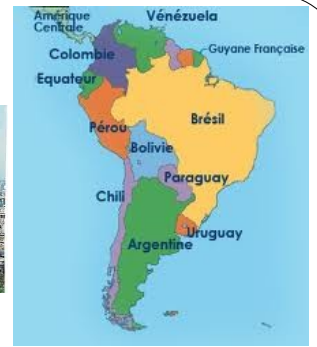 Amérique
Centrale
Vénézuela
Guyane Française
Colombie
Equateur
Brésil
Pérou
Bolivie
Paraguay
Chili
Uruguay
Argentine